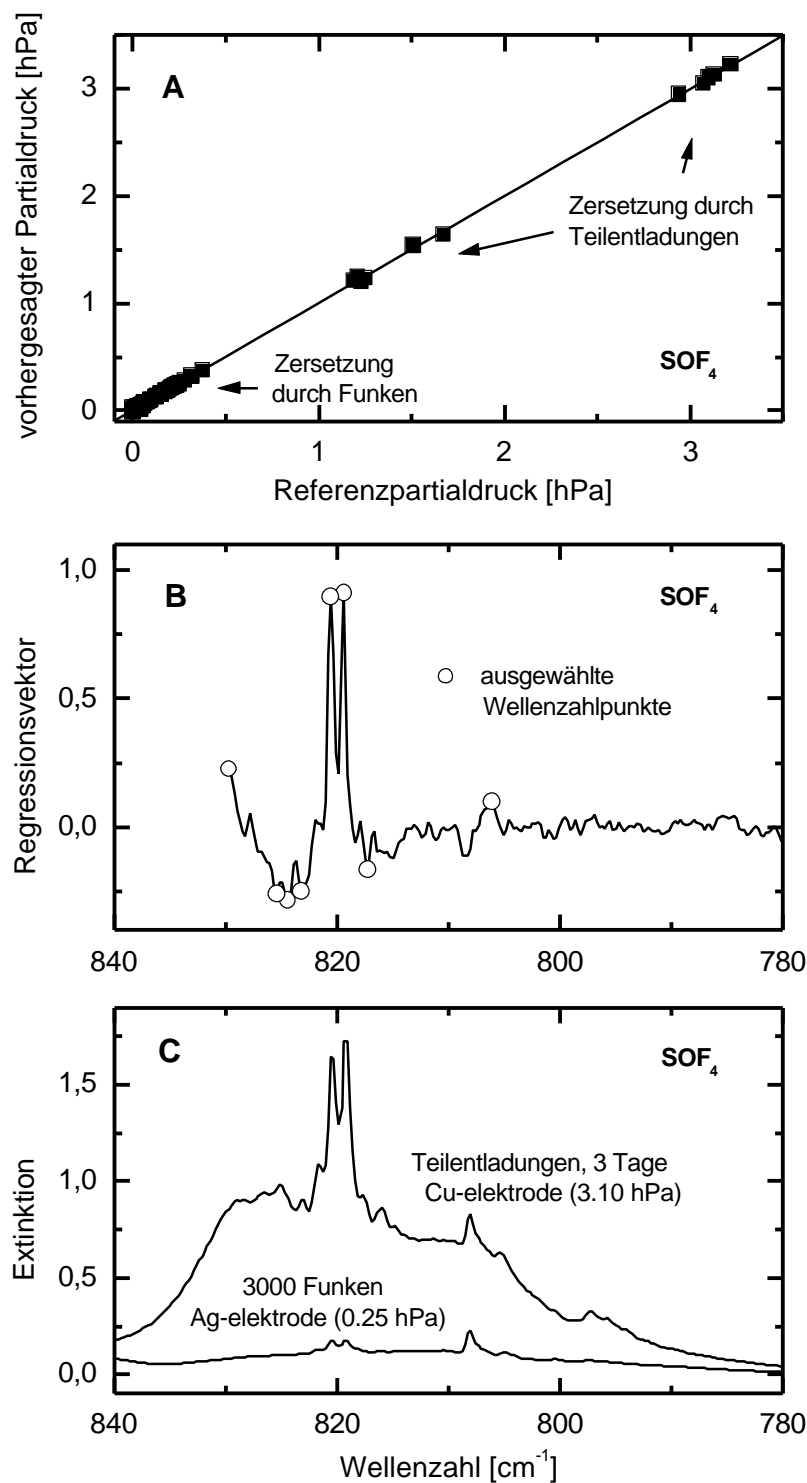 A
vorhergesagter Partialdruck [hPa]
3
2
1
0
Zersetzung durch
Teilentladungen
Zersetzung
durch Funken
SOF₄
0
1
2
3
Referenzpartialdruck [hPa]
B
SOF₄
Regressionsvektor
1,0
0,5
0,0
ausgewählte
Wellenzahlpunkte
840
820
800
780
C
SOF₄
Extinktion
1,5
1,0
0,5
0,0
Teilentladungen, 3 Tage
Cu-elektrode (3.10 hPa)
3000 Funken
Ag-elektrode (0.25 hPa)
840
820
800
780
Wellenzahl [cm⁻¹]